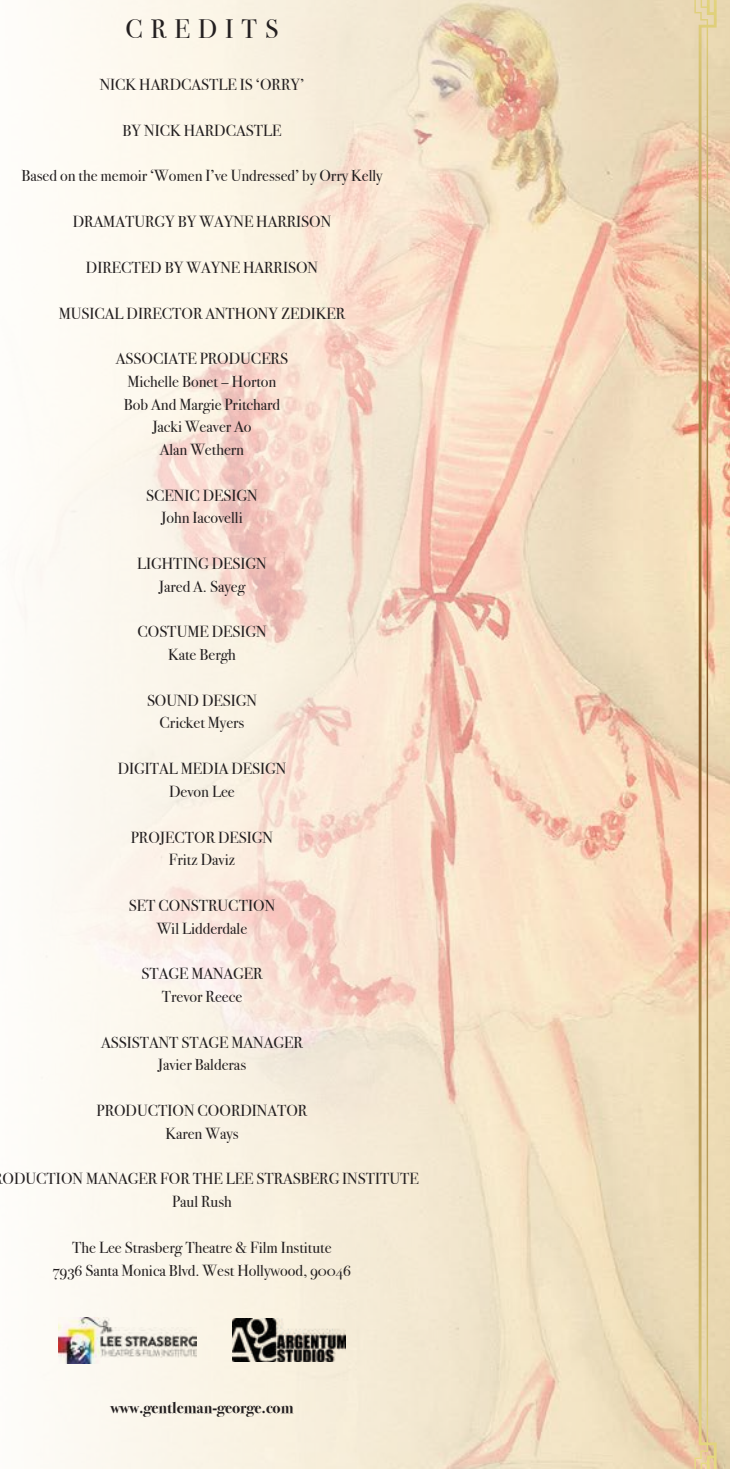 CREDITS
NICK HARDCASTLE IS ‘ORRY’
BY NICK HARDCASTLE
Based on the memoir ‘Women I’ve Undressed’ by Orry Kelly
DRAMATURGY BY WAYNE HARRISON
DIRECTED BY WAYNE HARRISON
MUSICAL DIRECTOR ANTHONY ZEDIKER
ASSOCIATE PRODUCERS
Michelle Bonet – Horton
Bob And Margie Pritchard
Jacki Weaver Ao
Alan Wethern
SCENIC DESIGN
John Iacovelli
LIGHTING DESIGN
Jared A. Sayeg
COSTUME DESIGN
Kate Bergh
SOUND DESIGN
Cricket Myers
DIGITAL MEDIA DESIGN
Devon Lee
PROJECTOR DESIGN
Fritz Daviz
SET CONSTRUCTION
Wil Lidderdale
STAGE MANAGER
Trevor Reece
ASSISTANT STAGE MANAGER
Javier Balderas
PRODUCTION COORDINATOR
Karen Ways
RODUCTION MANAGER FOR THE LEE STRASBERG INSTITUTE
Paul Rush
The Lee Strasberg Theatre & Film Institute
7936 Santa Monica Blvd. West Hollywood, 90046
The
LEE STRASBERG
THEATRE & FILM INSTITUTE
ARGENTUM
STUDIOS
www.gentleman-george.com